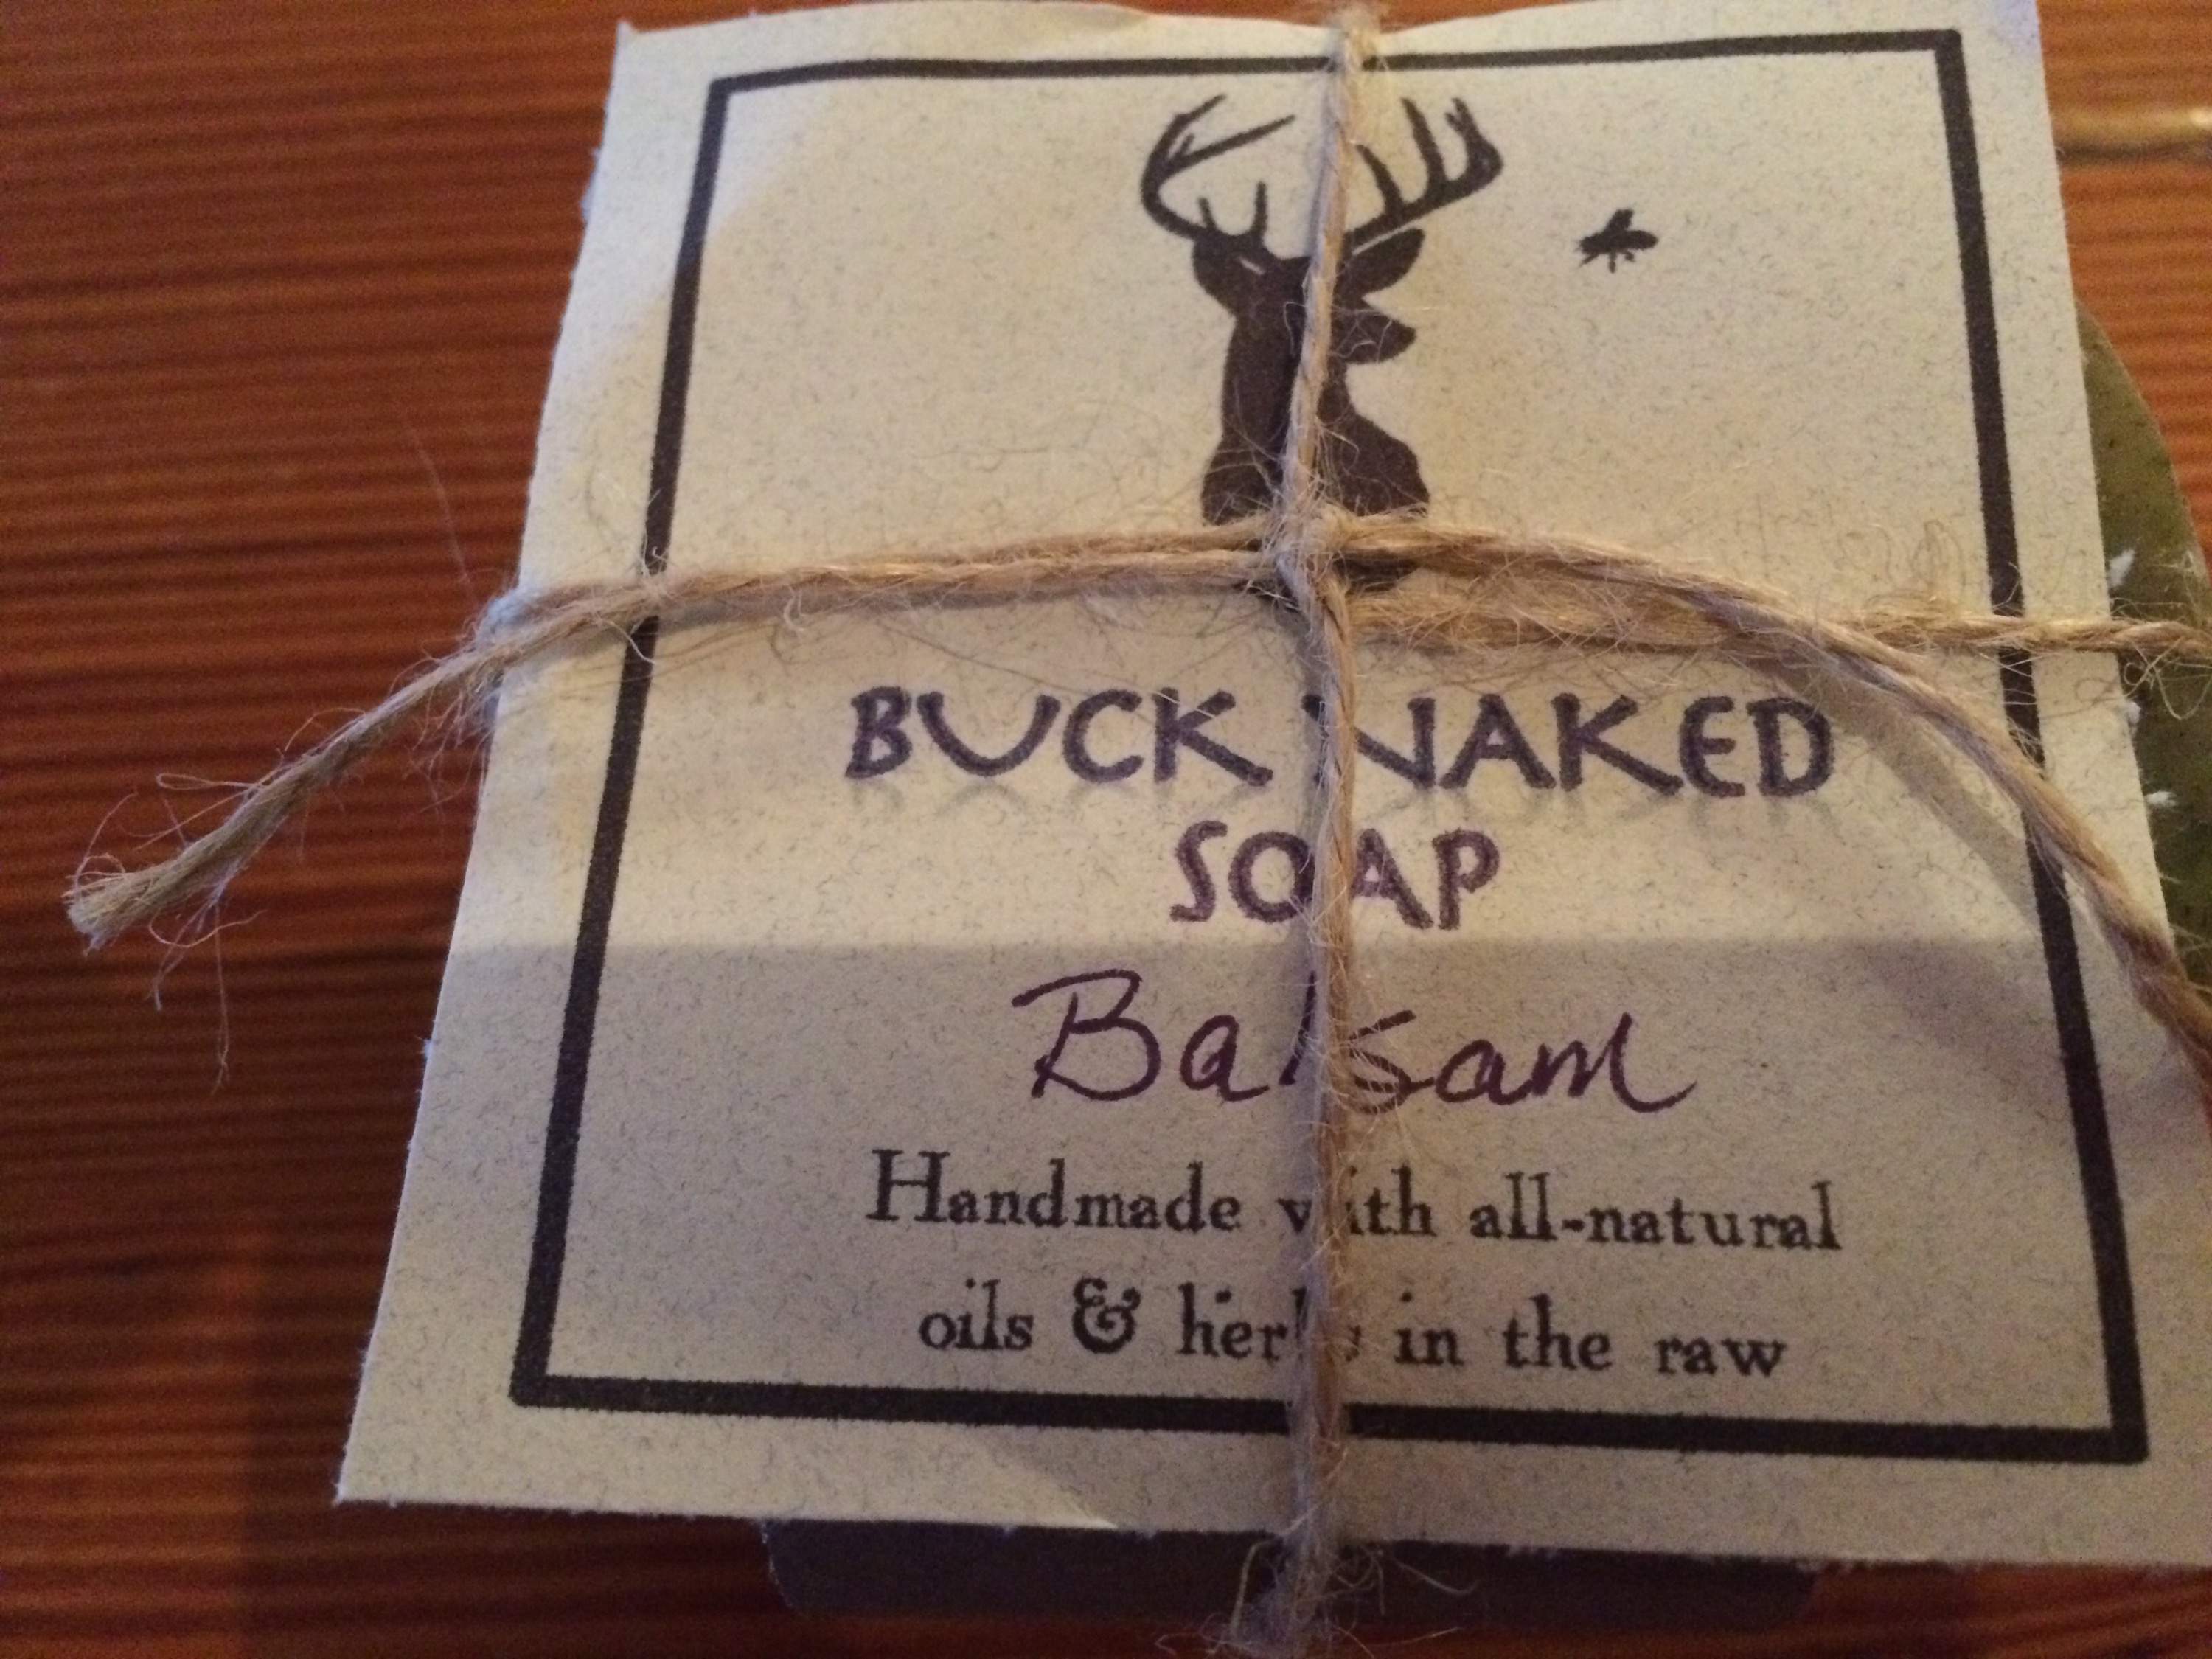 BUCK NAKED
SOAP
Balsam
Handmade with all-natural
oils & herbs in the raw